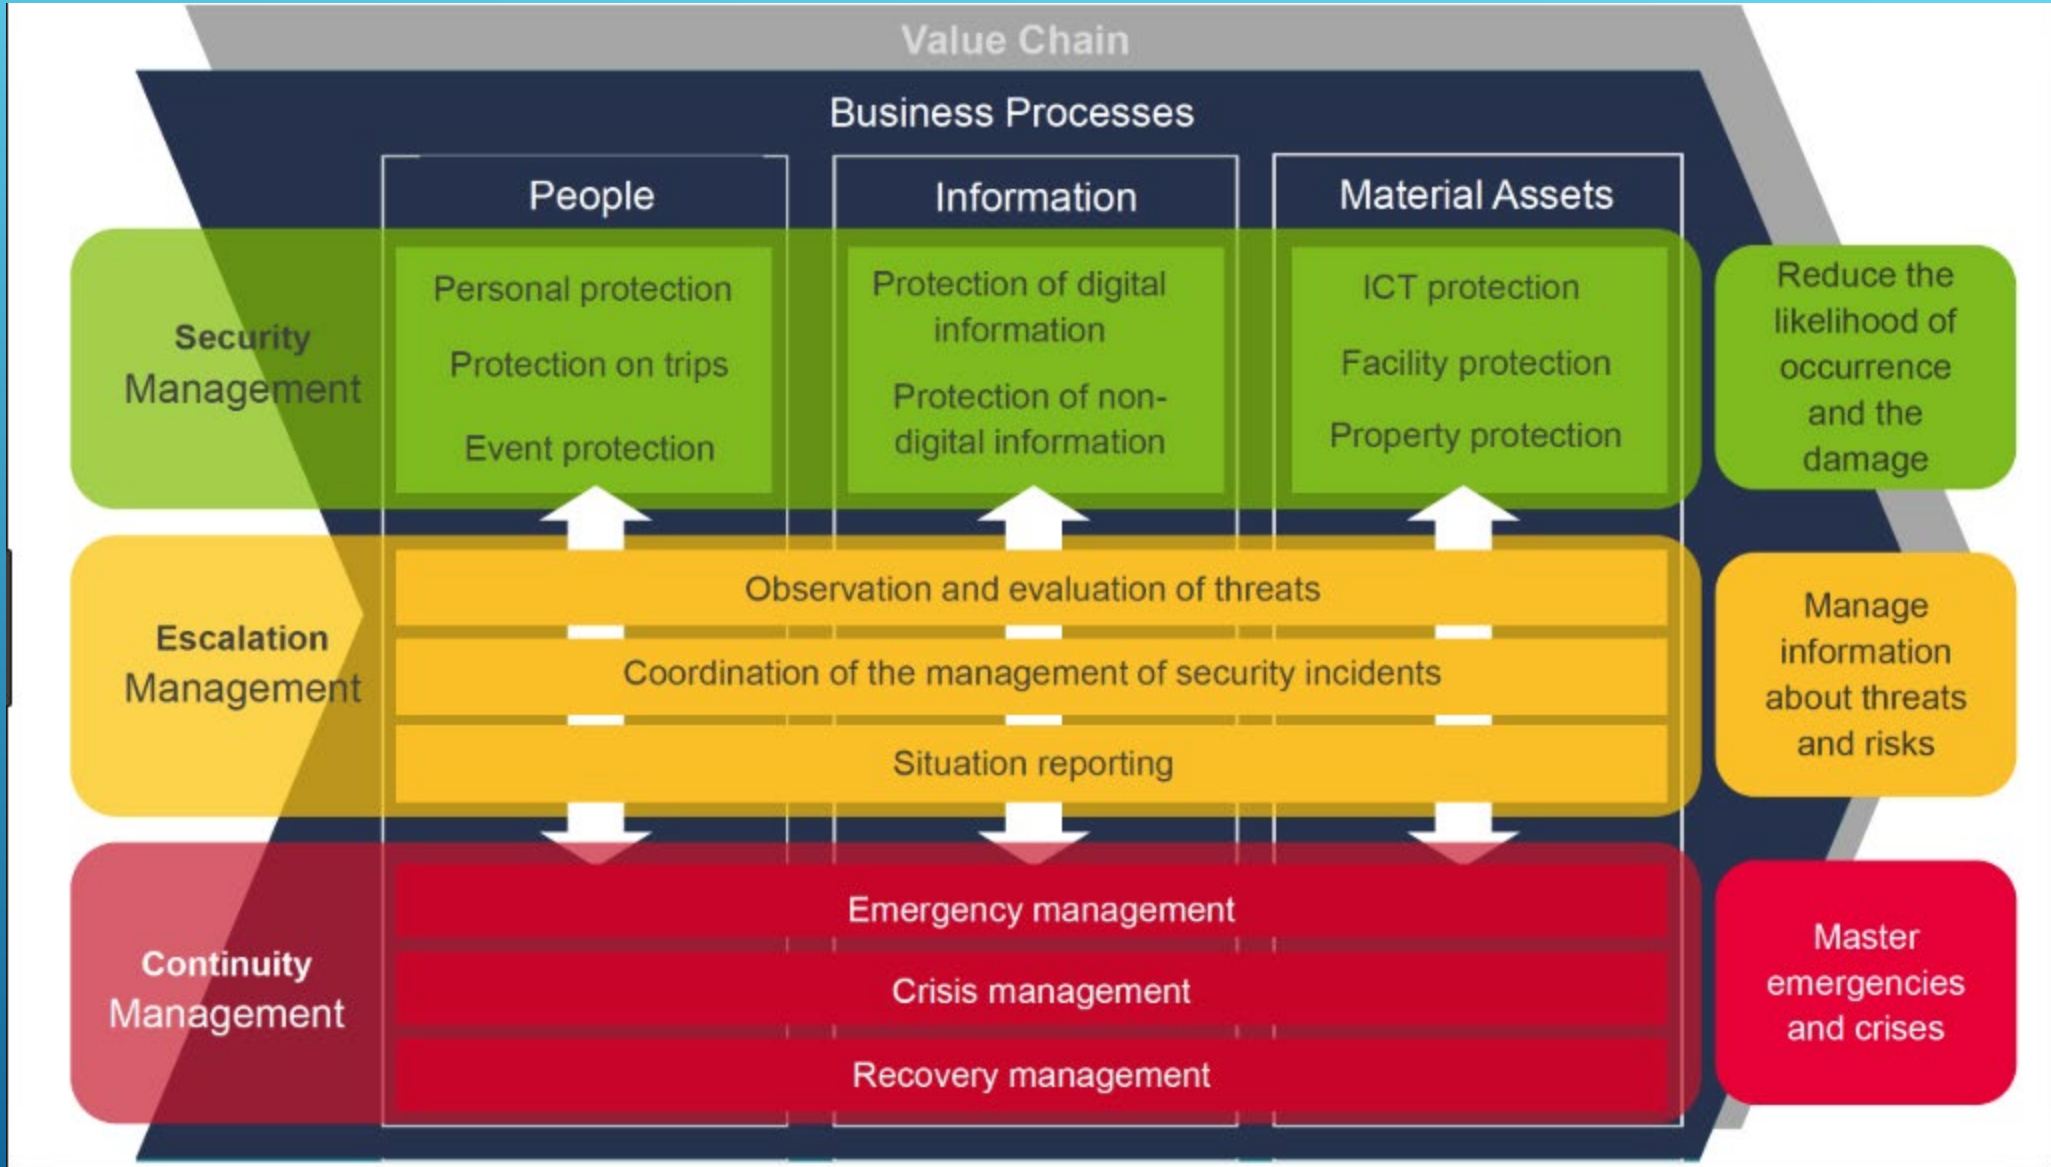 Value Chain
Business Processes
People
Information
Material Assets
Security
Management
Personal protection
Protection on trips
Event protection
Protection of digital
information
Protection of non-
digital information
ICT protection
Facility protection
Property protection
Reduce the
likelihood of
occurrence
and the
damage
Escalation
Management
Observation and evaluation of threats
Coordination of the management of security incidents
Situation reporting
Manage
information
about threats
and risks
Continuity
Management
Emergency management
Crisis management
Recovery management
Master
emergencies
and crises